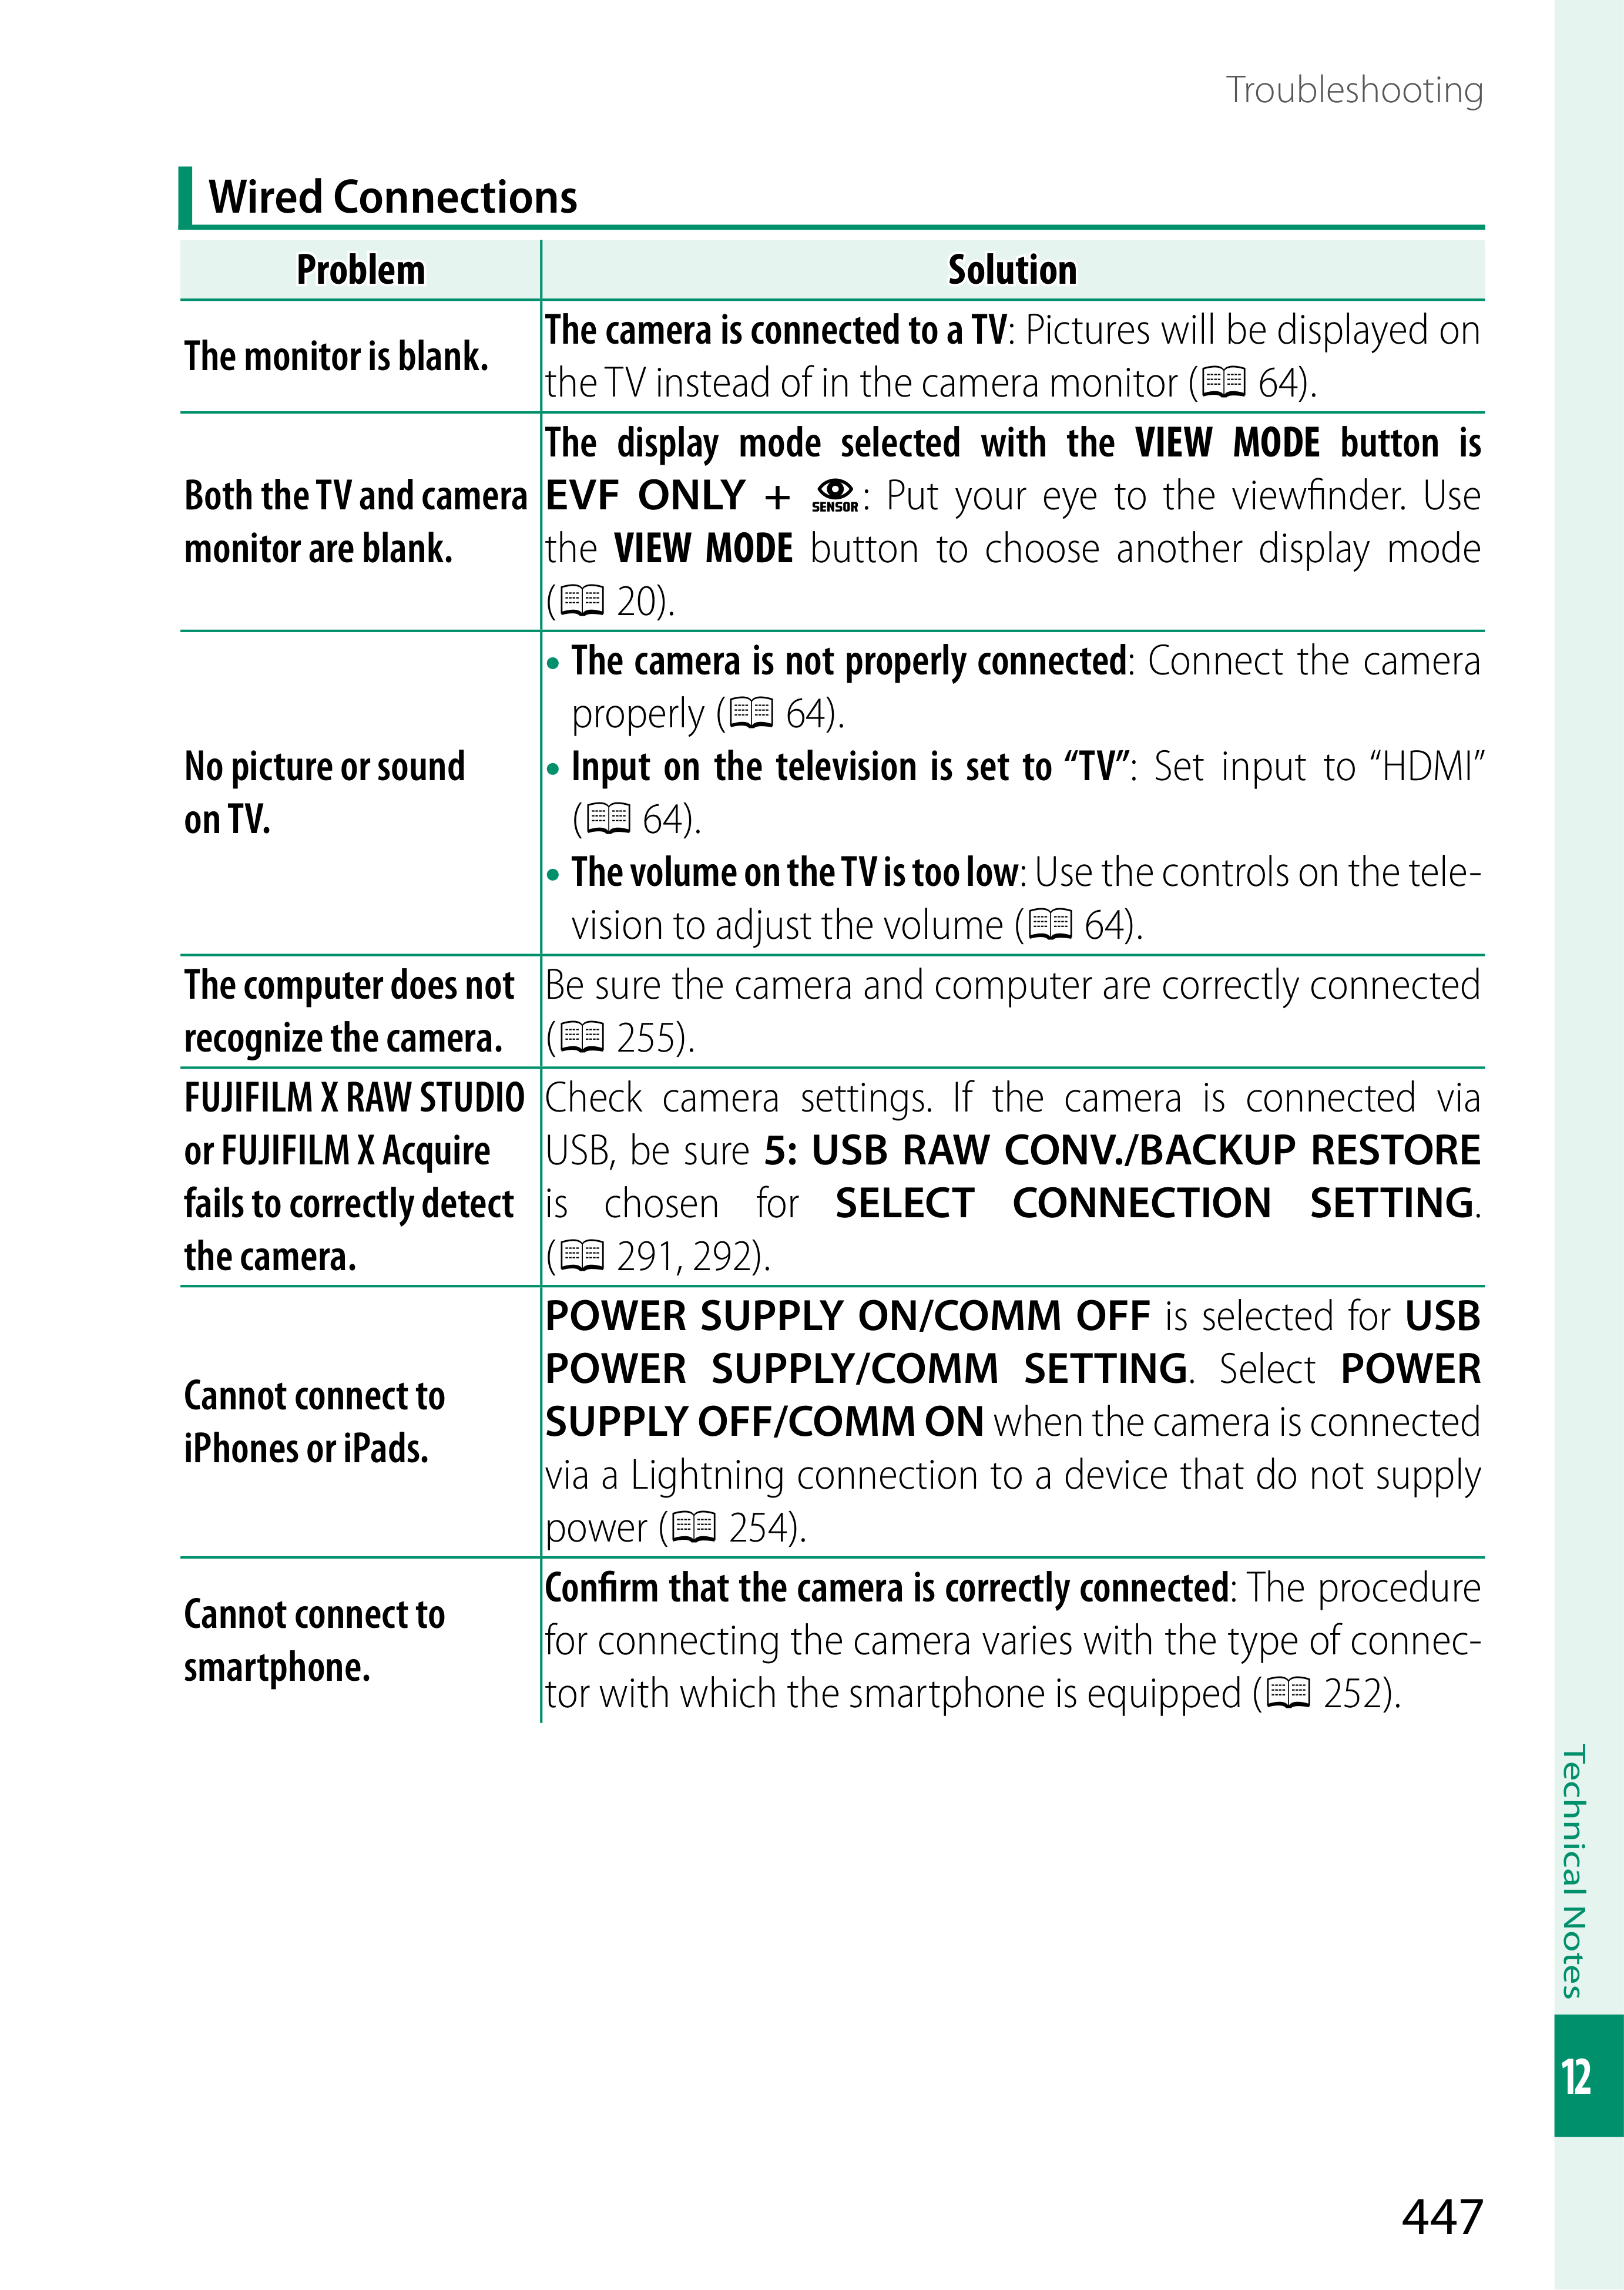 Troubleshooting
Wired Connections
Problem
Solution
The monitor is blank.
The camera is connected to a TV: Pictures will be displayed on
the TV instead of in the camera monitor ( 64).
Both the TV and camera
monitor are blank.
The display mode selected with the VIEW MODE button is
EVF ONLY + SENSOR: Put your eye to the viewfinder. Use
the VIEW MODE button to choose another display mode
( 20).
No picture or sound
on TV.
• The camera is not properly connected: Connect the camera
properly ( 64).
• Input on the television is set to “TV”: Set input to “HDMI”
( 64).
• The volume on the TV is too low: Use the controls on the tele-
vision to adjust the volume ( 64).
The computer does not
recognize the camera.
Be sure the camera and computer are correctly connected
( 255).
FUJIFILM X RAW STUDIO
or FUJIFILM X Acquire
fails to correctly detect
the camera.
Check camera settings. If the camera is connected via
USB, be sure 5: USB RAW CONV./BACKUP RESTORE
is chosen for SELECT CONNECTION SETTING.
( 291, 292).
Cannot connect to
iPhones or iPads.
POWER SUPPLY ON/COMM OFF is selected for USB
POWER SUPPLY/COMM SETTING. Select POWER
SUPPLY OFF/COMM ON when the camera is connected
via a Lightning connection to a device that do not supply
power ( 254).
Cannot connect to
smartphone.
Confirm that the camera is correctly connected: The procedure
for connecting the camera varies with the type of connec-
tor with which the smartphone is equipped ( 252).
Technical Notes
12
447